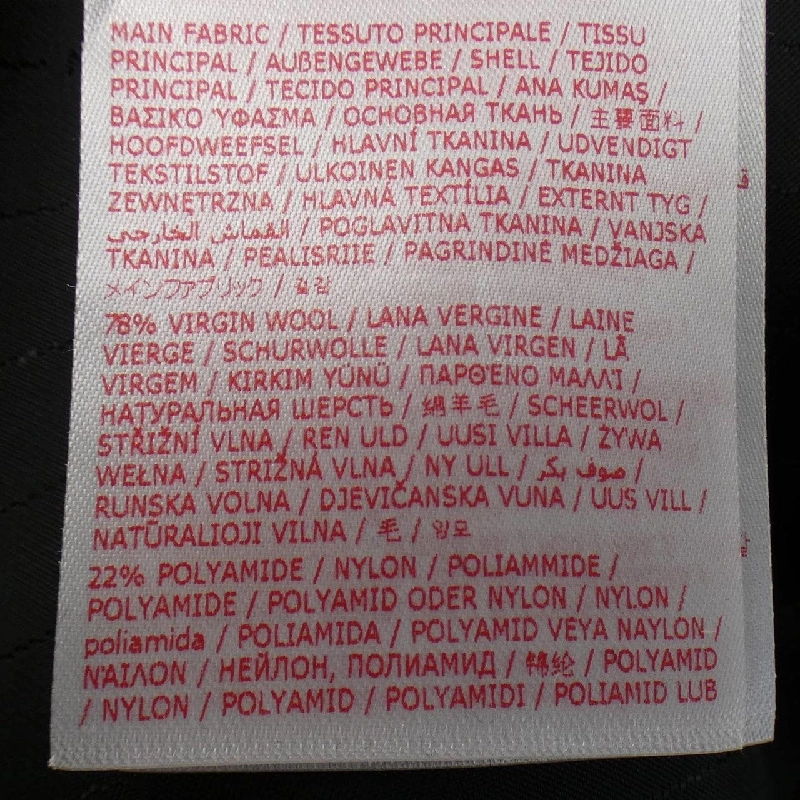 MAIN FABRIC / TESSUTO PRINCIPALE / TISSU
PRINCIPAL / AUßENGEWEBE / SHELL / TEJIDO
PRINCIPAL / TECIDO PRINCIPAL / ANA KUMAŞ /
ΒΑΣΙΚΟ ΎΦΑΣΜΑ / ОСНОВНАЯ ТКАНЬ / 主要面料 /
HOOFDWEEFSEL / HLAVNÍ TKANINA / UDVENDIGT
TEKSTILSTOF / ULKOINEN KANGAS / TKANINA
ZEWNĘTRZNA / HLAVNÁ TEXTÍLIA / EXTERNT TYG /
القماش الخارجي / POGLAVITNA TKANINA / VANJSKA
TKANINA / PEALISRIIE / PAGRINDINĖ MEDŽIAGA /
メインファブリック / 겉감
78% VIRGIN WOOL / LANA VERGINE / LAINE
VIERGE / SCHURWOLLE / LANA VIRGEN / LÃ
VIRGEM / KIRKIM YÜNÜ / ΠΑΡΘΕΝΟ ΜΑΛΛΙ /
НАТУРАЛЬНАЯ ШЕРСТЬ / 绵羊毛 / SCHEERWOL /
STŘIŽNÍ VLNA / REN ULD / UUSI VILLA / ŻYWA
WEŁNA / STRIŽNÁ VLNA / NY ULL / صوف بكر /
RUNSKA VOLNA / DJEVIČANSKA VUNA / UUS VILL /
NATŪRALIOJI VILNA / 毛 / 양모
22% POLYAMIDE / NYLON / POLIAMMIDE /
POLYAMIDE / POLYAMID ODER NYLON / NYLON /
poliamida / POLIAMIDA / POLYAMID VEYA NAYLON /
ΝΆΙΛΟΝ / НЕЙЛОН, ПОЛИАМИД / 锦纶 / POLYAMID
/ NYLON / POLYAMID / POLYAMIDI / POLIAMID LUB